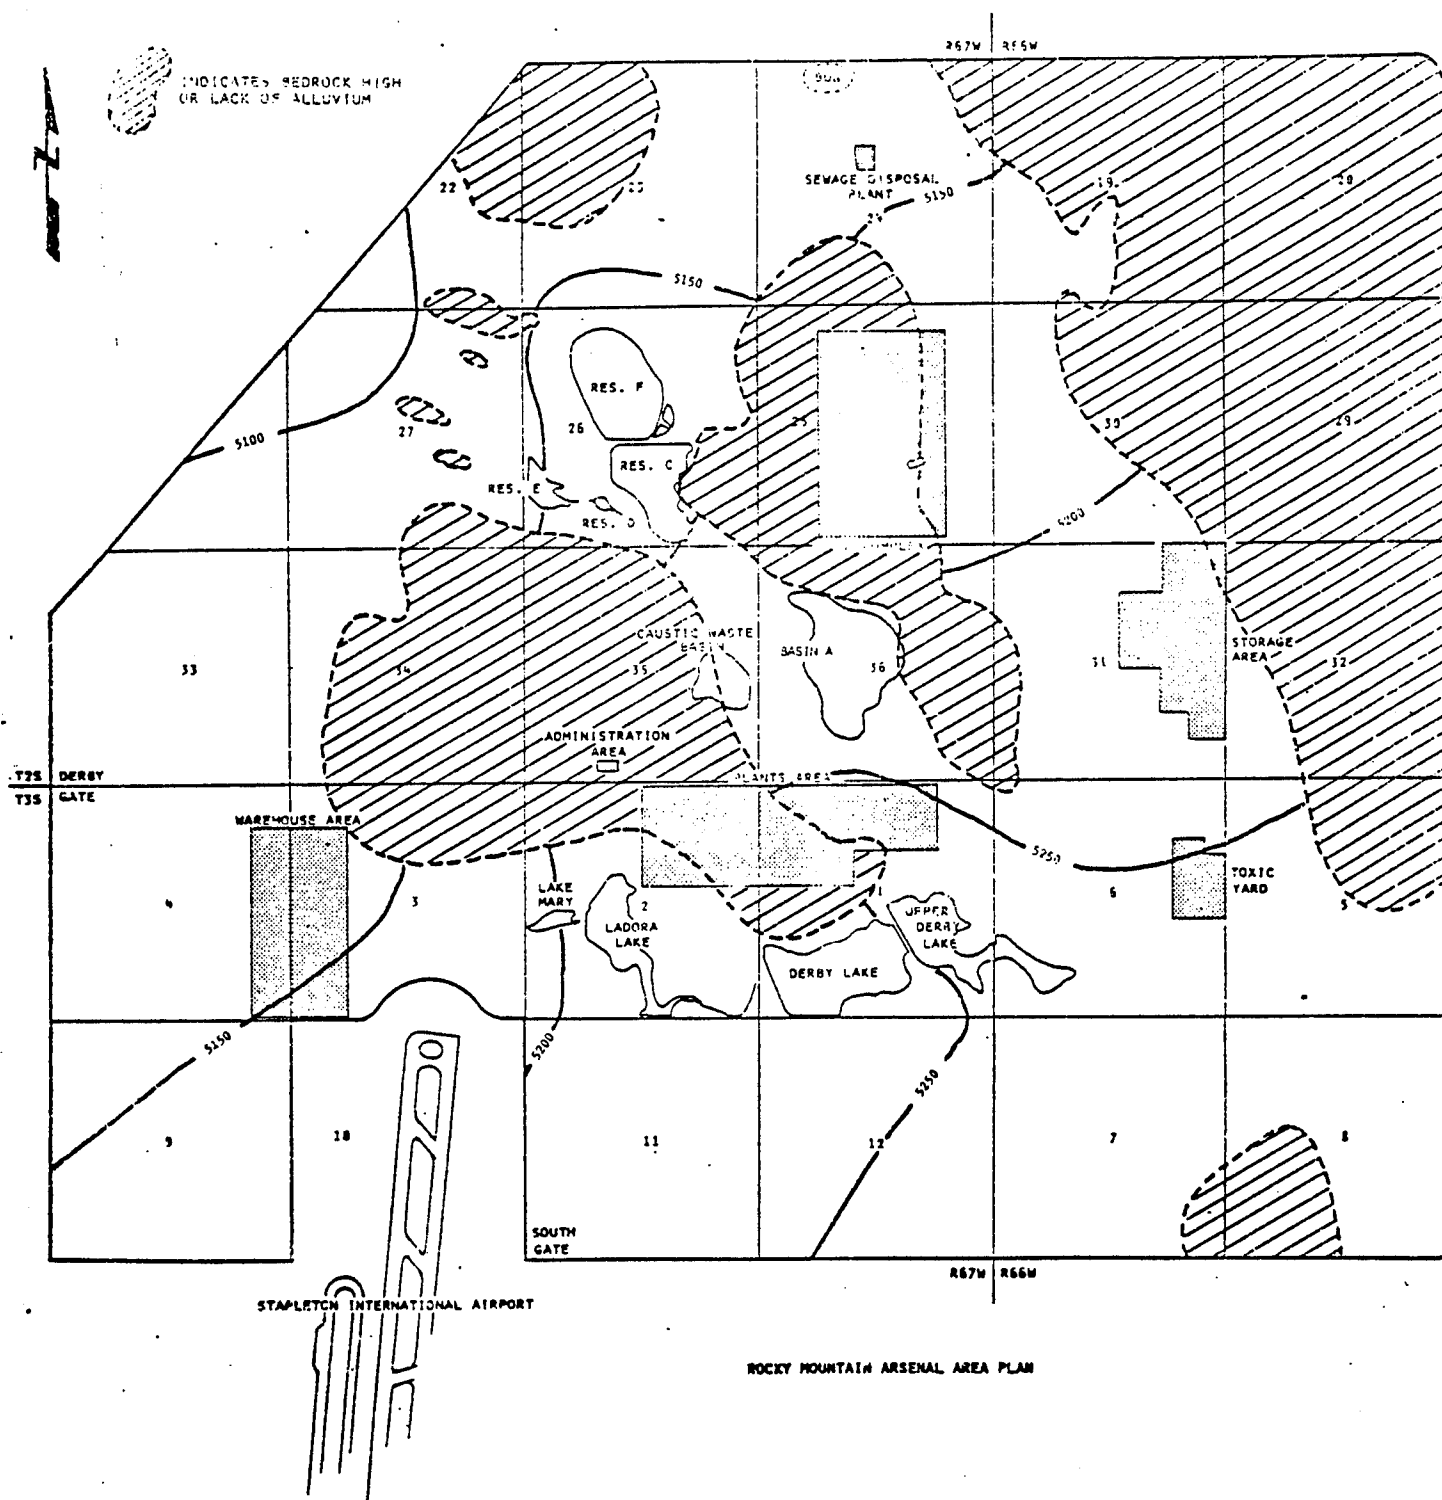 R67W R66W
INDICATES BEDROCK HIGH
OR LACK OF ALLUVIUM
BOG
SEWAGE DISPOSAL
PLANT
22
23
24
19
20
5150
5150
RES. F
5100
27
26
25
30
29
RES. C
RES. E
RES. D
5200
33
34
35
36
31
32
CAUSTIC WASTE
BASIN
BASIN A
STORAGE
AREA
ADMINISTRATION
AREA
T2S DERBY
T3S GATE
PLANTS AREA
WAREHOUSE AREA
5250
TOXIC
YARD
4
3
2
1
6
5
LAKE
MARY
LADORA
LAKE
UPPER
DERBY
LAKE
DERBY LAKE
5150
5200
5250
9
10
11
12
7
8
SOUTH
GATE
R67W R66W
STAPLETON INTERNATIONAL AIRPORT
ROCKY MOUNTAIN ARSENAL AREA PLAN